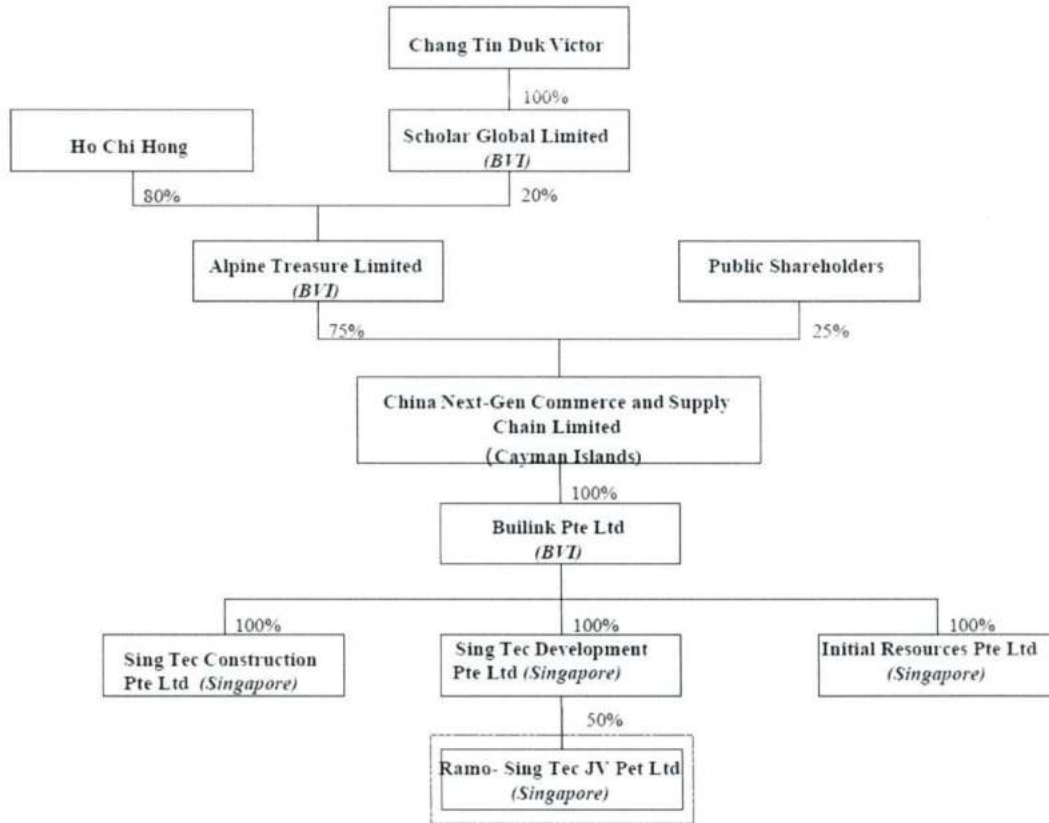 Chang Tin Duk Victor
100%
Ho Chi Hong
Scholar Global Limited
(BVI)
80%
20%
Alpine Treasure Limited
(BVI)
Public Shareholders
75%
25%
China Next-Gen Commerce and Supply
Chain Limited
(Cayman Islands)
100%
Builink Pte Ltd
(BVI)
100%
100%
100%
Sing Tec Construction
Pte Ltd (Singapore)
Sing Tec Development
Pte Ltd (Singapore)
Initial Resources Pte Ltd
(Singapore)
50%
Ramo- Sing Tec JV Pet Ltd
(Singapore)